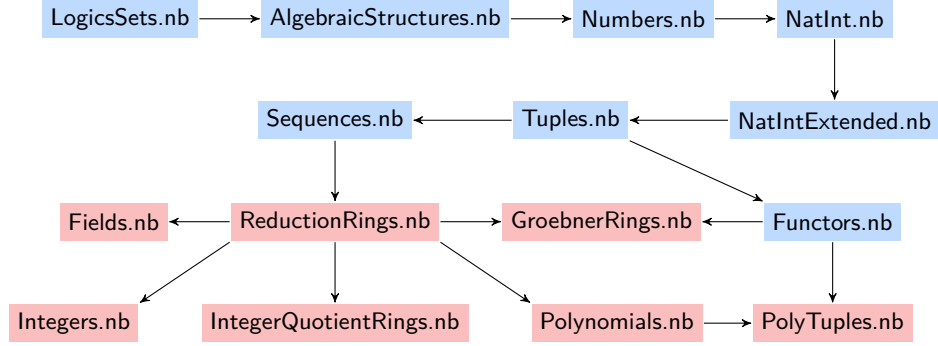 LogicsSets.nb
AlgebraicStructures.nb
Numbers.nb
NatInt.nb
Sequences.nb
Tuples.nb
NatIntExtended.nb
Fields.nb
ReductionRings.nb
GroebnerRings.nb
Functors.nb
Integers.nb
IntegerQuotientRings.nb
Polynomials.nb
PolyTuples.nb